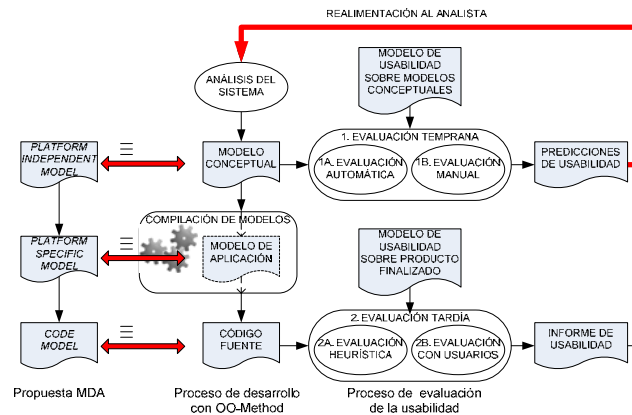 REALIMENTACIÓN AL ANALISTA
ANÁLISIS DEL
SISTEMA
MODELO DE
USABILIDAD
SOBRE MODELOS
CONCEPTUALES
PLATFORM
INDEPENDENT
MODEL
MODELO
CONCEPTUAL
1. EVALUACIÓN TEMPRANA
1A. EVALUACIÓN
AUTOMÁTICA
1B. EVALUACIÓN
MANUAL
PREDICCIONES
DE USABILIDAD
COMPILACIÓN DE MODELOS
PLATFORM
SPECIFIC
MODEL
MODELO DE
APLICACIÓN
MODELO DE
USABILIDAD
SOBRE PRODUCTO
FINALIZADO
CODE
MODEL
CÓDIGO
FUENTE
2. EVALUACIÓN TARDÍA
2A. EVALUACIÓN
HEURÍSTICA
2B. EVALUACIÓN
CON USUARIOS
INFORME DE
USABILIDAD
Propuesta MDA
Proceso de desarrollo
con OO-Method
Proceso de evaluación
de la usabilidad